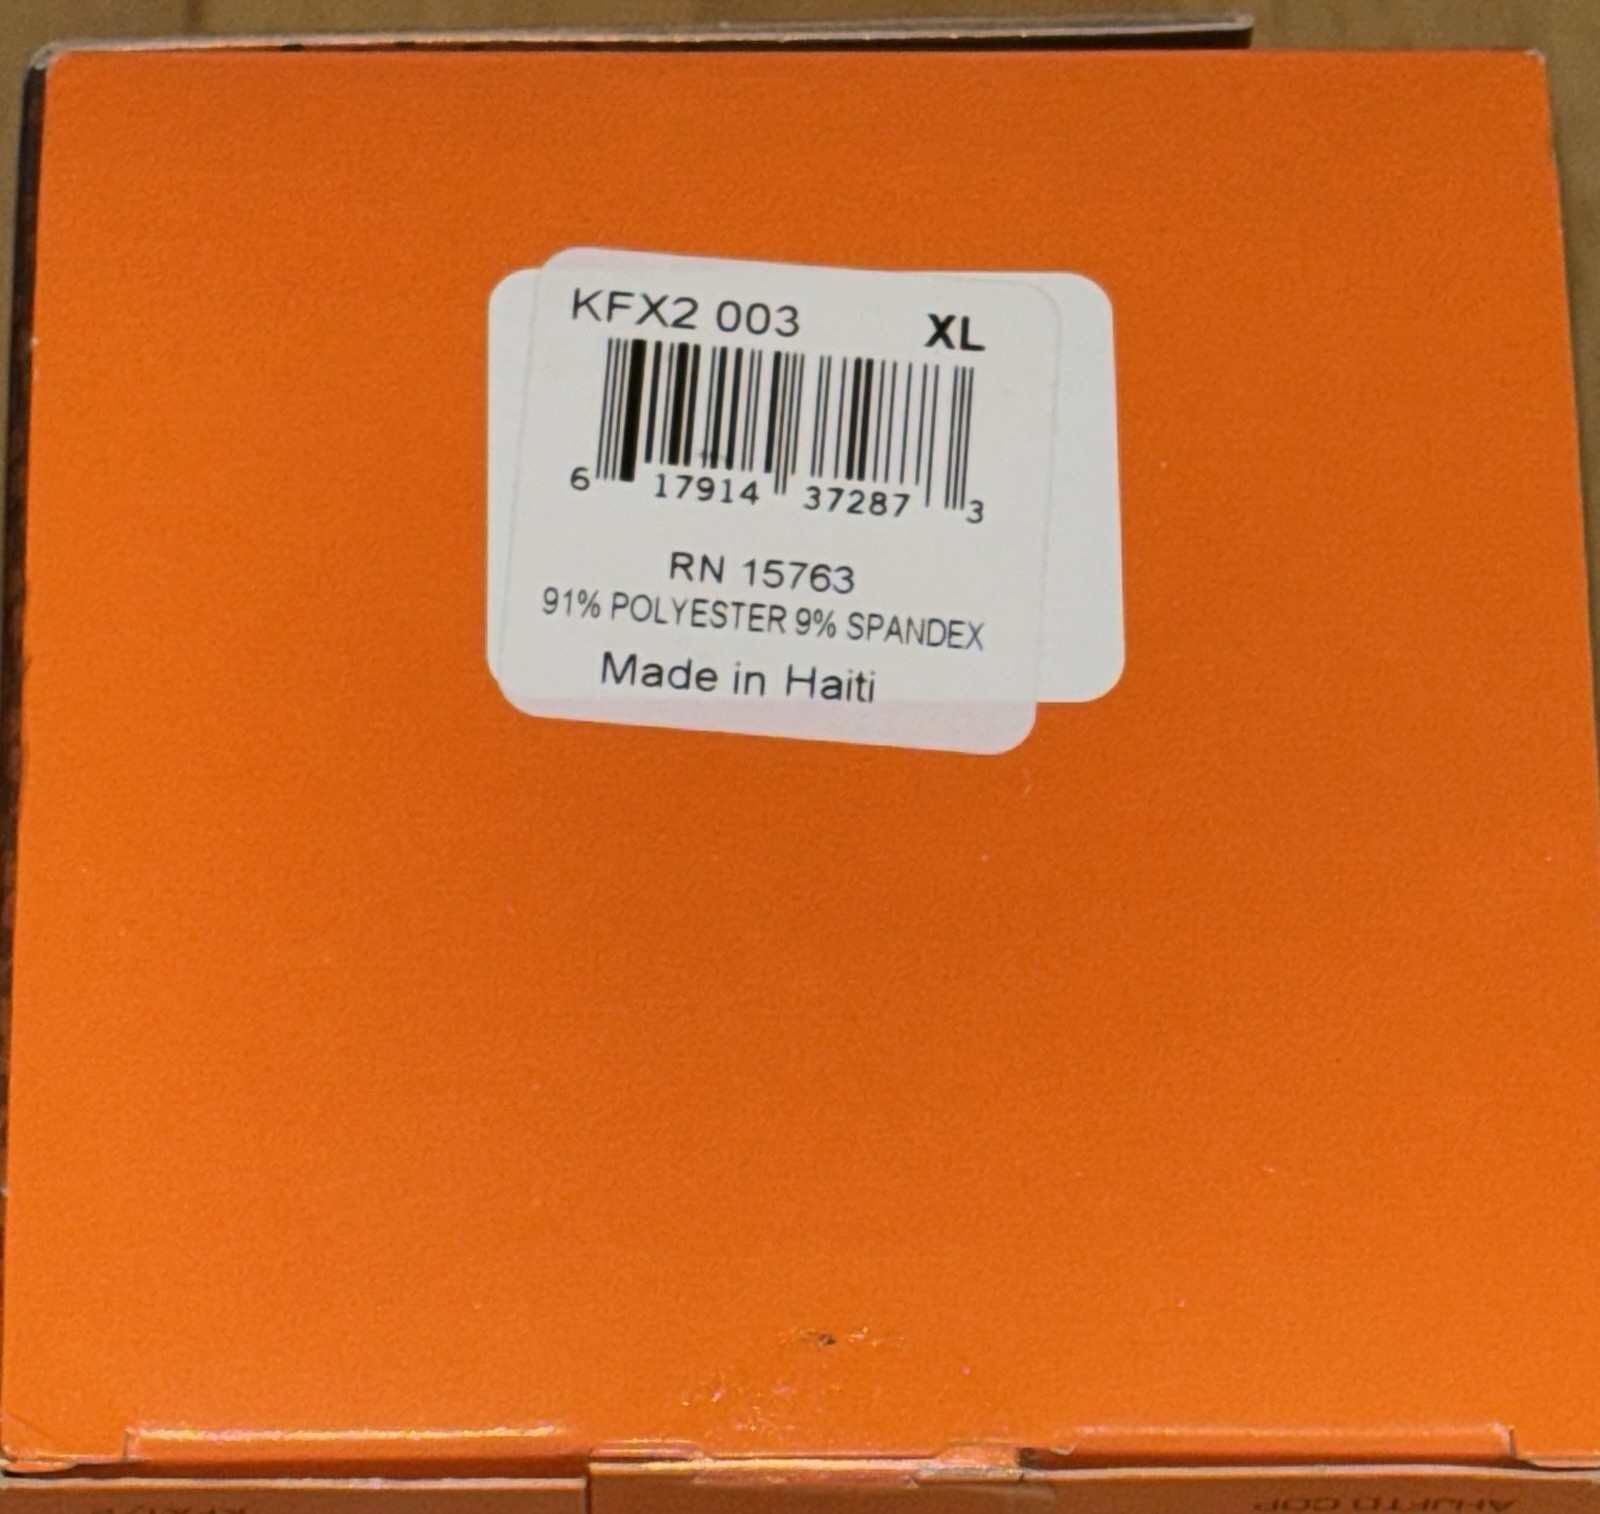 KFX2 003 XL
6 17914 37287 3
RN 15763
91% POLYESTER 9% SPANDEX
Made in Haiti